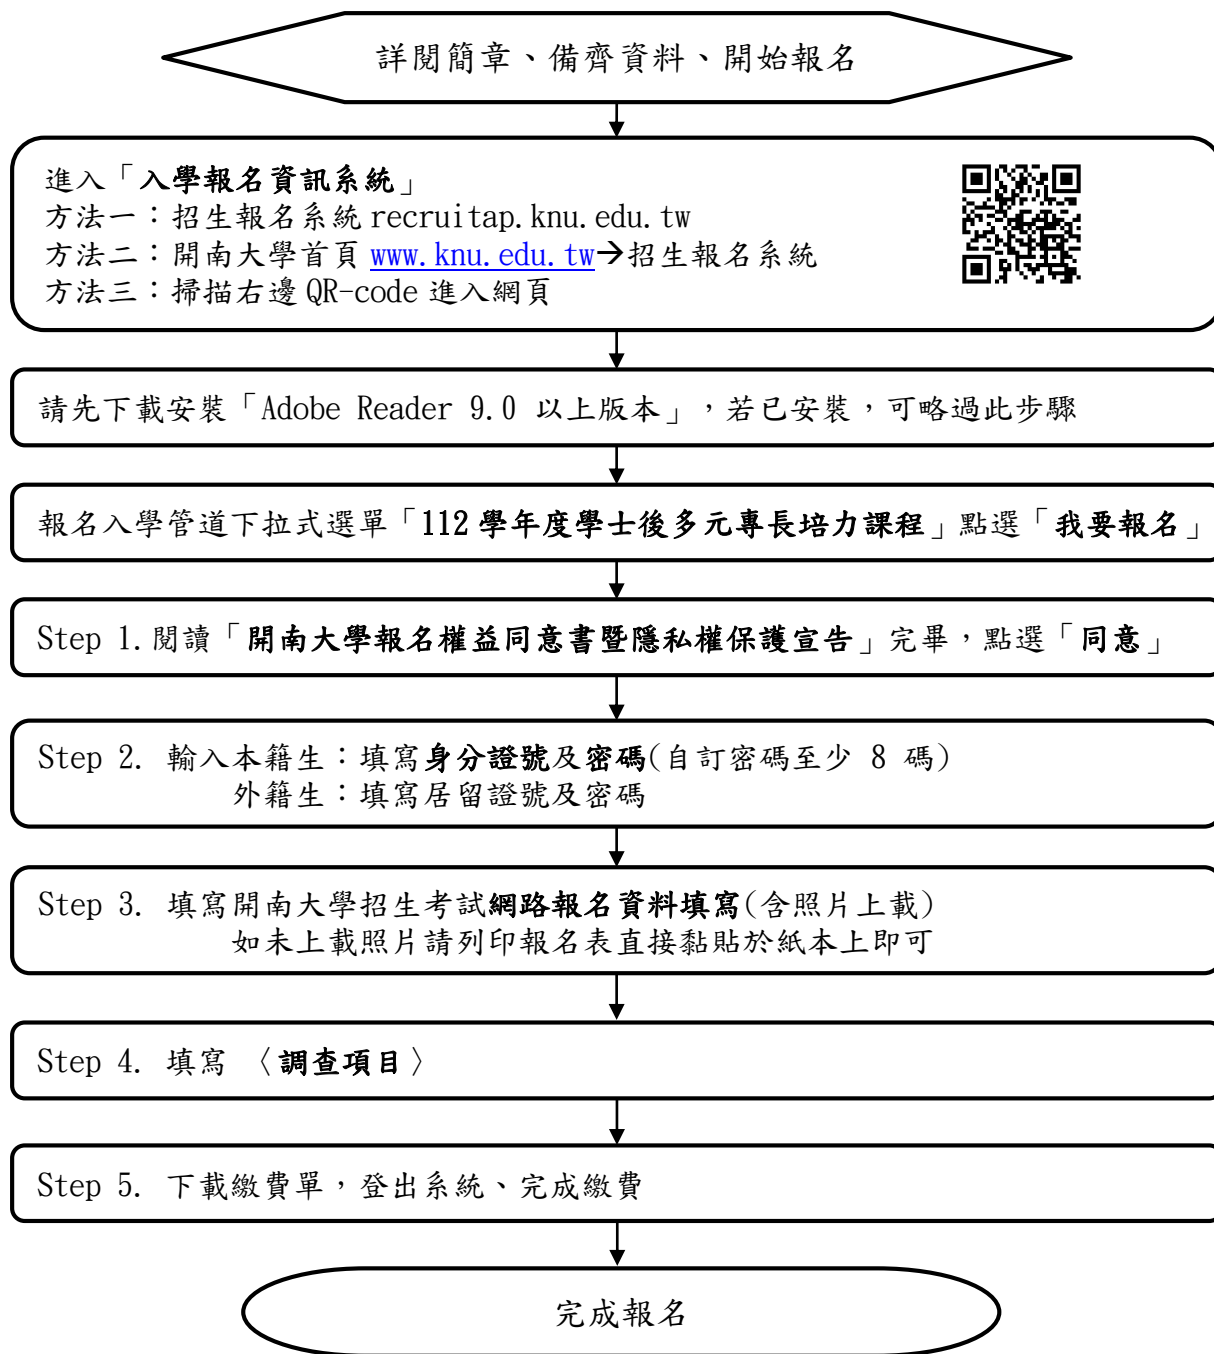 詳閱簡章、備齊資料、開始報名
進入「入學報名資訊系統」
方法一：招生報名系統 recruitap.knu.edu.tw
方法二：開南大學首頁 www.knu.edu.tw→招生報名系統
方法三：掃描右邊 QR-code 進入網頁
請先下載安裝「Adobe Reader 9.0 以上版本」，若已安裝，可略過此步驟
報名入學管道下拉式選單「112 學年度學士後多元專長培力課程」點選「我要報名」
Step 1.閱讀「開南大學報名權益同意書暨隱私權保護宣告」完畢，點選「同意」
Step 2. 輸入本籍生：填寫身分證號及密碼(自訂密碼至少 8 碼)
外籍生：填寫居留證號及密碼
Step 3. 填寫開南大學招生考試網路報名資料填寫(含照片上載)
如未上載照片請列印報名表直接黏貼於紙本上即可
Step 4. 填寫 〈調查項目〉
Step 5. 下載繳費單，登出系統、完成繳費
完成報名